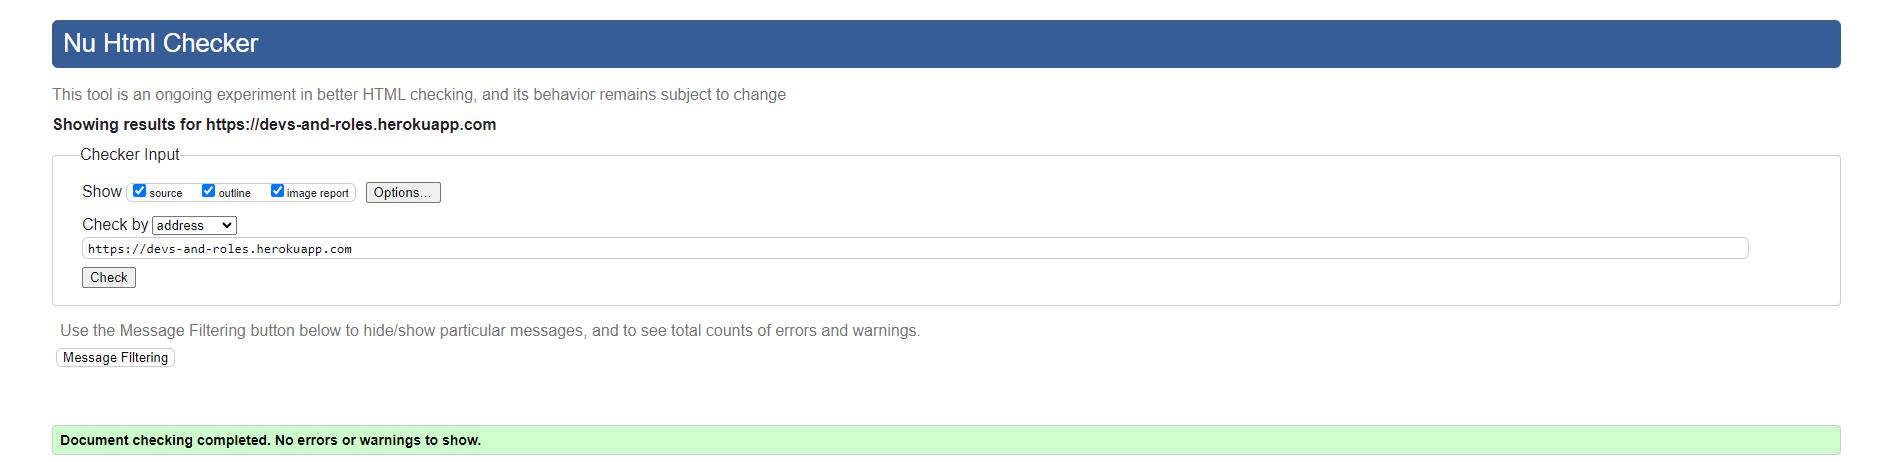 Nu Html Checker
This tool is an ongoing experiment in better HTML checking, and its behavior remains subject to change
Showing results for https://devs-and-roles.herokuapp.com
Checker Input
Show source outline image report Options...
Check by address
https://devs-and-roles.herokuapp.com
Check
Use the Message Filtering button below to hide/show particular messages, and to see total counts of errors and warnings.
Message Filtering
Document checking completed. No errors or warnings to show.